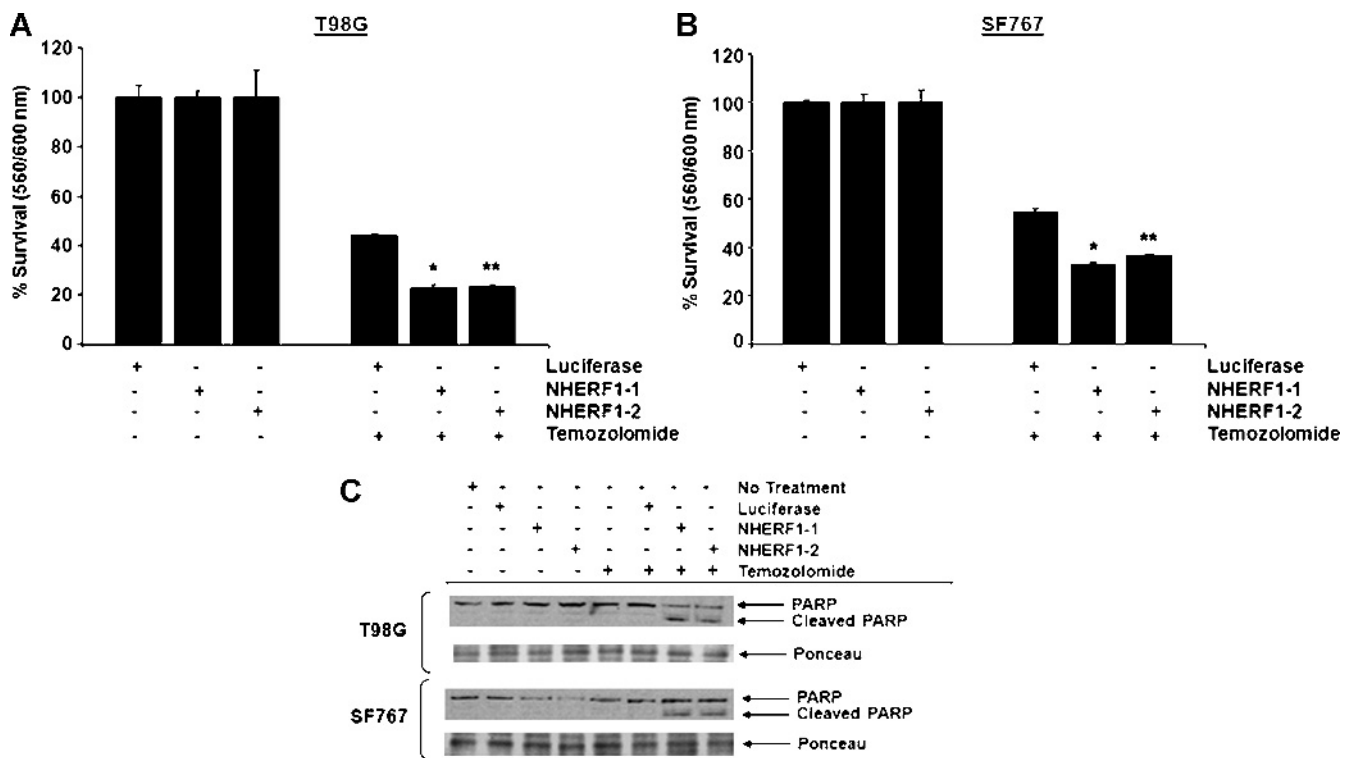 A
T98G
% Survival (560/600 nm)
120
100
80
60
40
20
0
* **
+ - - + - - Luciferase
- + - - + - NHERF1-1
- - + - - + NHERF1-2
- - - + + + Temozolomide
B
SF767
% Survival (560/600 nm)
120
100
80
60
40
20
0
* **
+ - - + - - Luciferase
- + - - + - NHERF1-1
- - + - - + NHERF1-2
- - - + + + Temozolomide
C
+ - - - - - - - No Treatment
- + - - - + - - Luciferase
- - + - - - + - NHERF1-1
- - - + - - - + NHERF1-2
- - - - + + + + Temozolomide
T98G
PARP
Cleaved PARP
Ponceau
SF767
PARP
Cleaved PARP
Ponceau